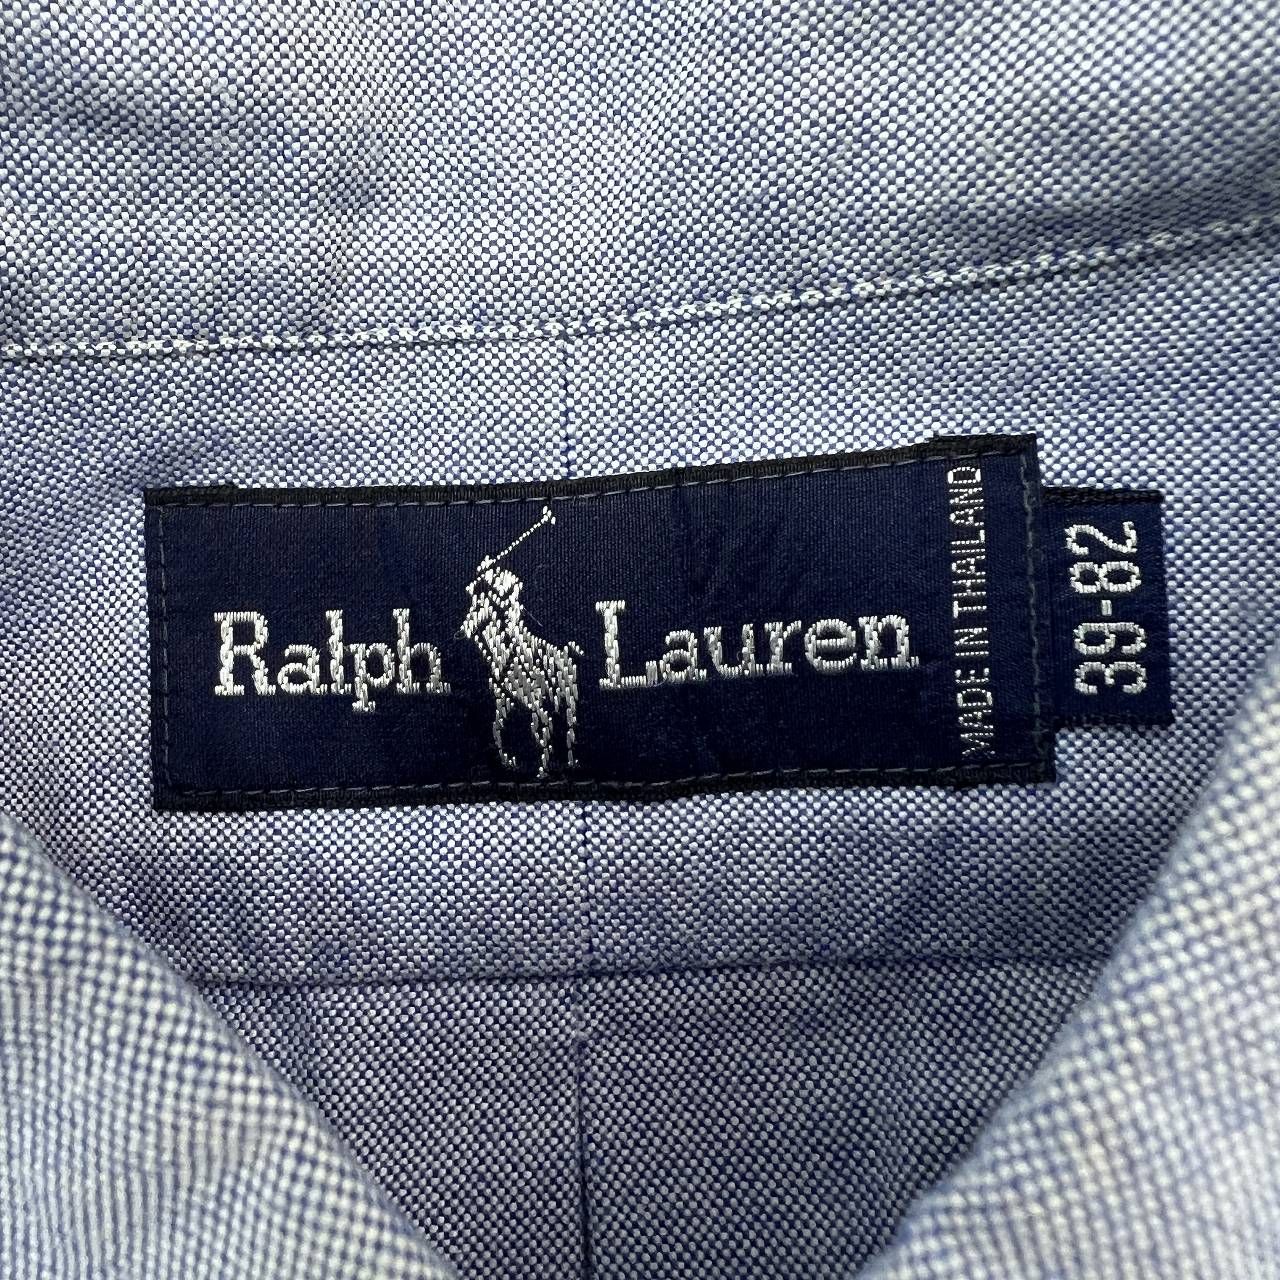 Ralph Lauren
MADE IN THAILAND
39-82